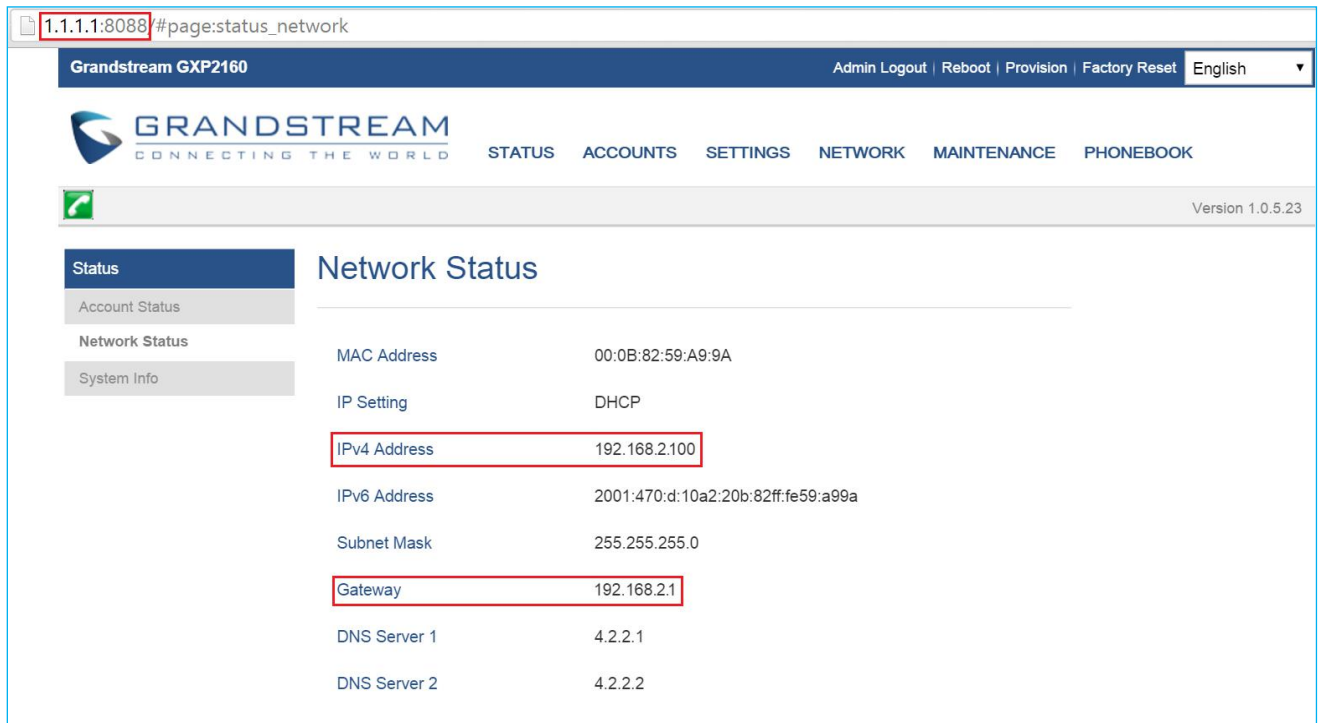 1.1.1.1:8088/#page:status_network
Grandstream GXP2160 Admin Logout | Reboot | Provision | Factory Reset English
GRANDSTREAM
CONNECTING THE WORLD
STATUS ACCOUNTS SETTINGS NETWORK MAINTENANCE PHONEBOOK
Version 1.0.5.23
Status
Account Status
Network Status
System Info
Network Status
MAC Address 00:0B:82:59:A9:9A
IP Setting DHCP
IPv4 Address 192.168.2.100
IPv6 Address 2001:470:d:10a2:20b:82ff:fe59:a99a
Subnet Mask 255.255.255.0
Gateway 192.168.2.1
DNS Server 1 4.2.2.1
DNS Server 2 4.2.2.2